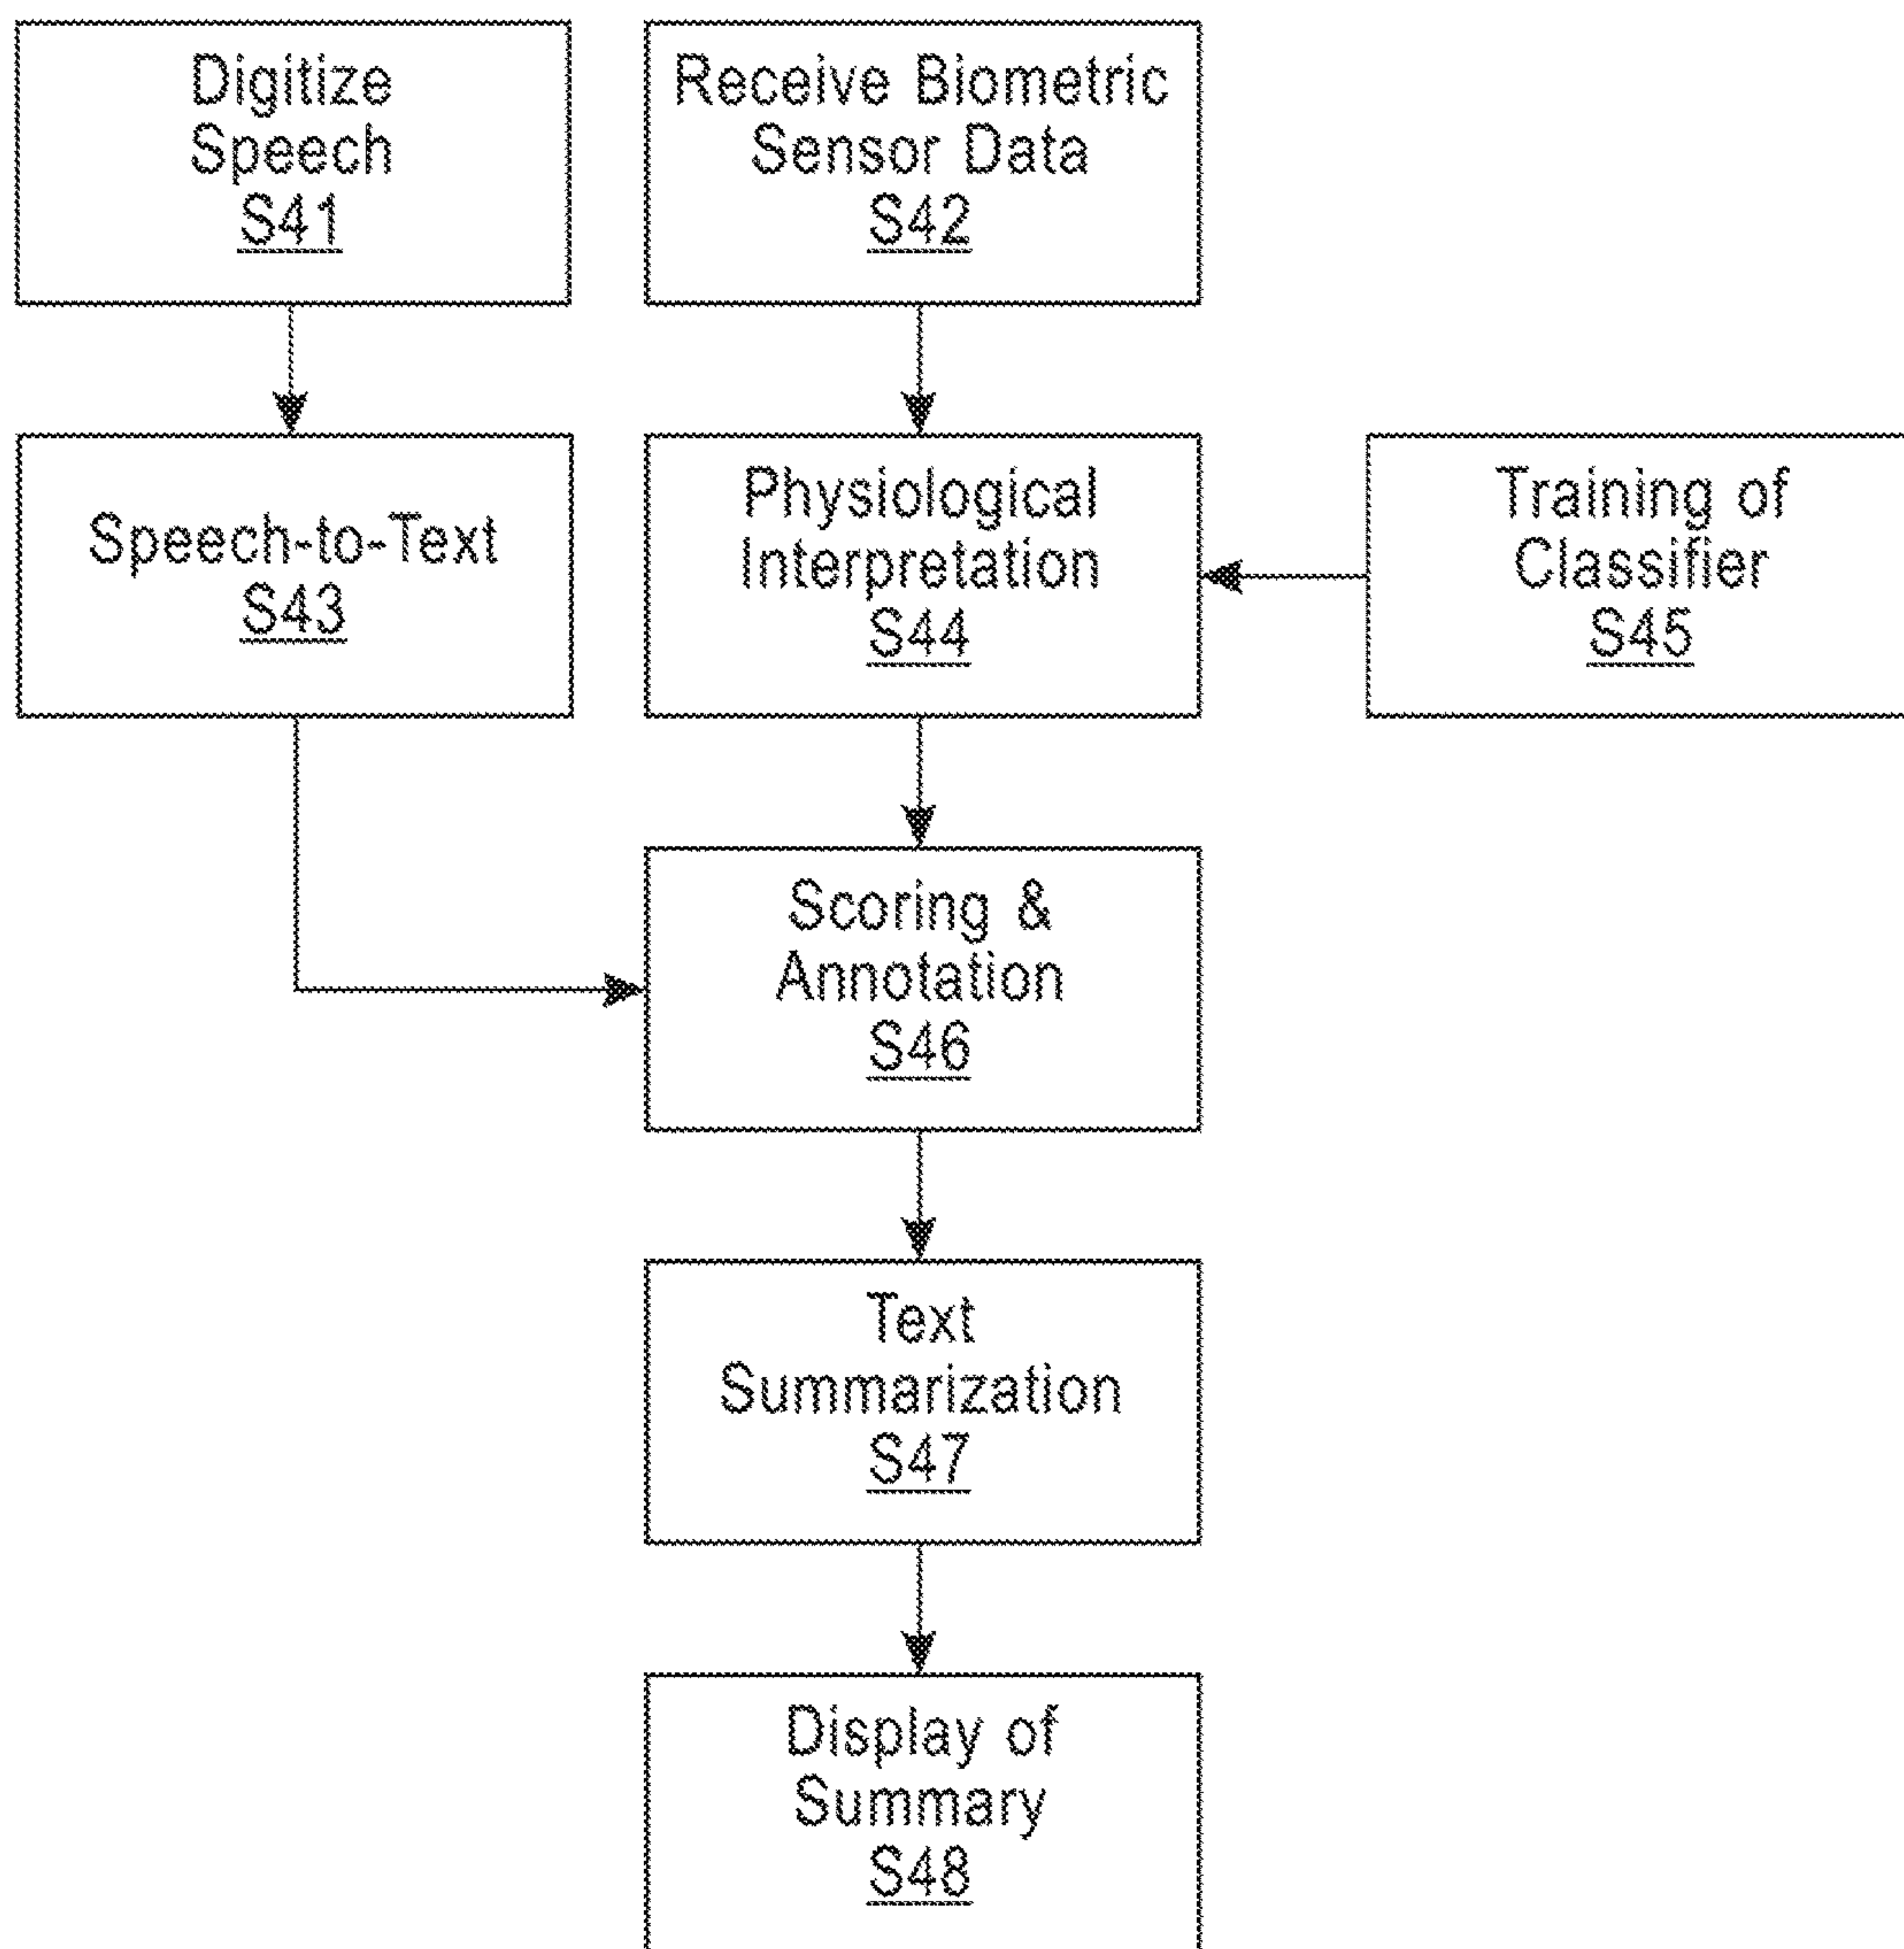 Digitize
Speech
S41
Receive Biometric
Sensor Data
S42
Speech-to-Text
S43
Physiological
Interpretation
S44
Training of
Classifier
S45
Scoring &
Annotation
S46
Text
Summarization
S47
Display of
Summary
S48